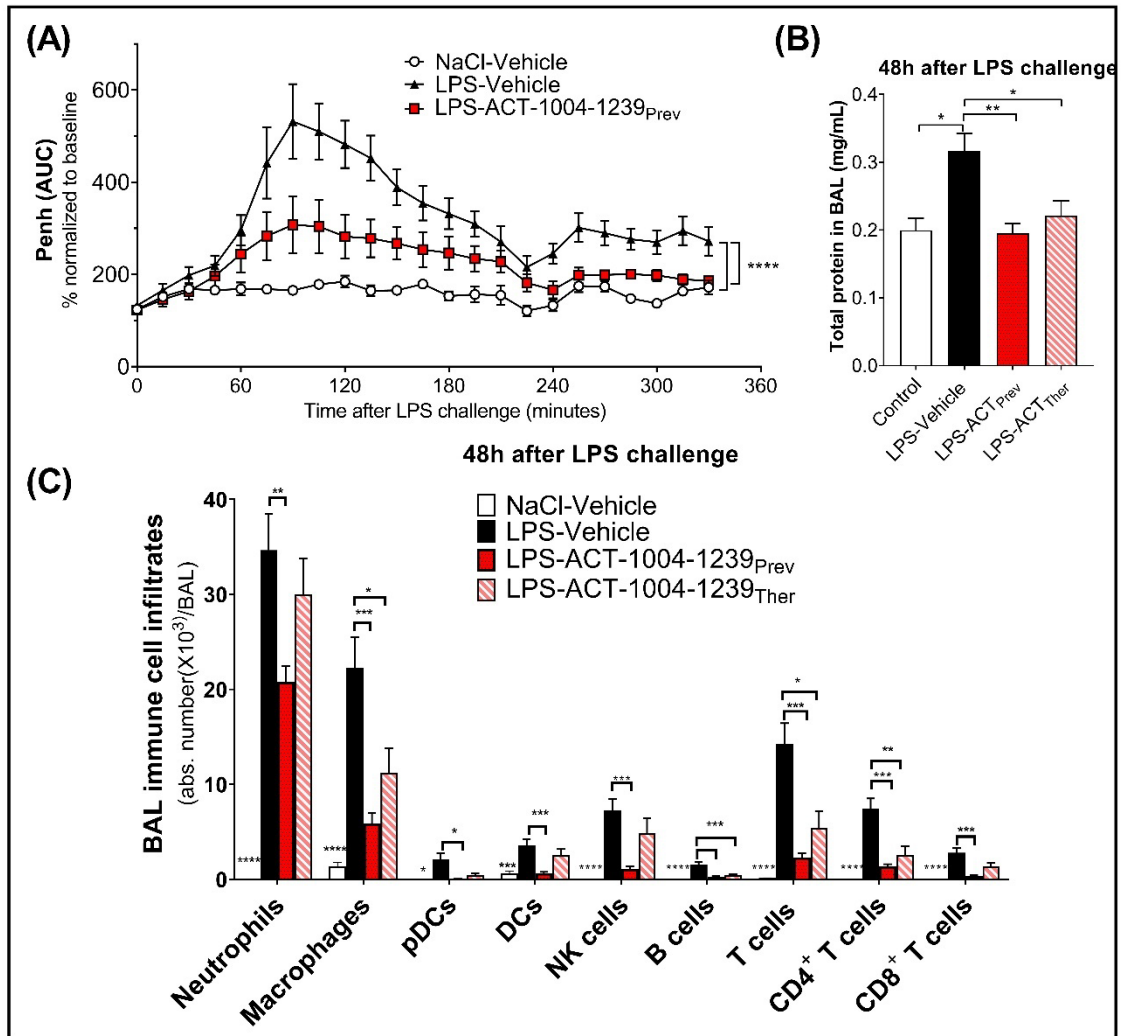 (A)
600
400
200
0
Penh (AUC)
% normalized to baseline
NaCl-Vehicle
LPS-Vehicle
LPS-ACT-1004-1239Prev
****
0 60 120 180 240 300 360
Time after LPS challenge (minutes)
(B)
48h after LPS challenge
Total protein in BAL (mg/mL)
0.4
0.3
0.2
0.1
0.0
*
**
*
Control
LPS-Vehicle
LPS-ACTPrev
LPS-ACTTher
(C)
48h after LPS challenge
NaCl-Vehicle
LPS-Vehicle
LPS-ACT-1004-1239Prev
LPS-ACT-1004-1239Ther
BAL immune cell infiltrates
(abs. number(X10³)/BAL)
40
30
20
10
0
**
*
***
*
***
***
***
*
***
**
***
***
**** **** * *** **** **** **** **** ****
Neutrophils
Macrophages
pDCs
DCs
NK cells
B cells
T cells
CD4⁺ T cells
CD8⁺ T cells